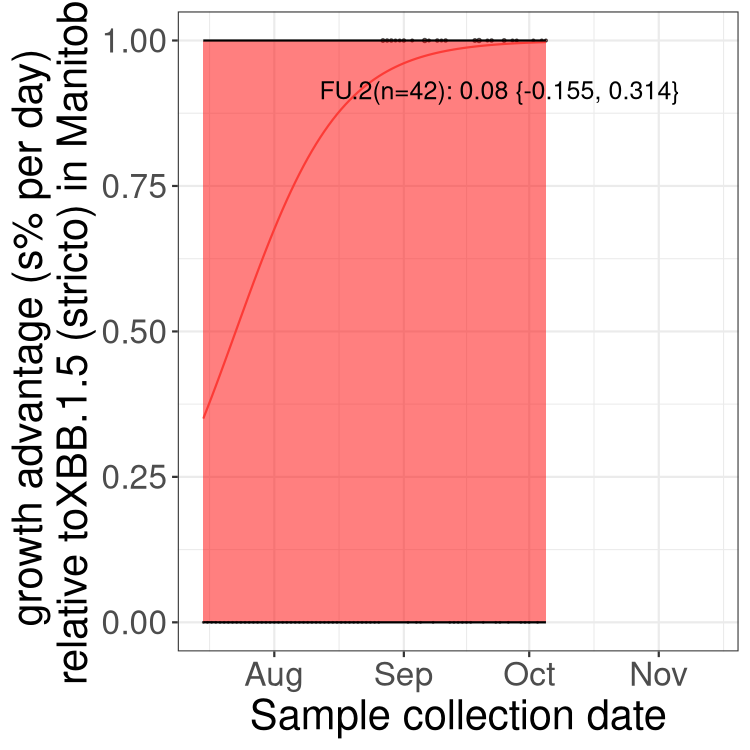 growth advantage (s% per day)
relative toXBB.1.5 (stricto) in Manitob
1.00
0.75
0.50
0.25
0.00
FU.2(n=42): 0.08 {-0.155, 0.314}
Aug Sep Oct Nov
Sample collection date